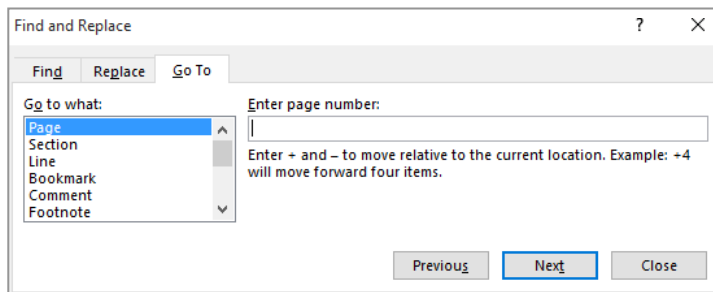 Find and Replace ? X
Find Replace Go To
Go to what:
Page
Section
Line
Bookmark
Comment
Footnote
Enter page number:
Enter + and – to move relative to the current location. Example: +4
will move forward four items.
Previous Next Close